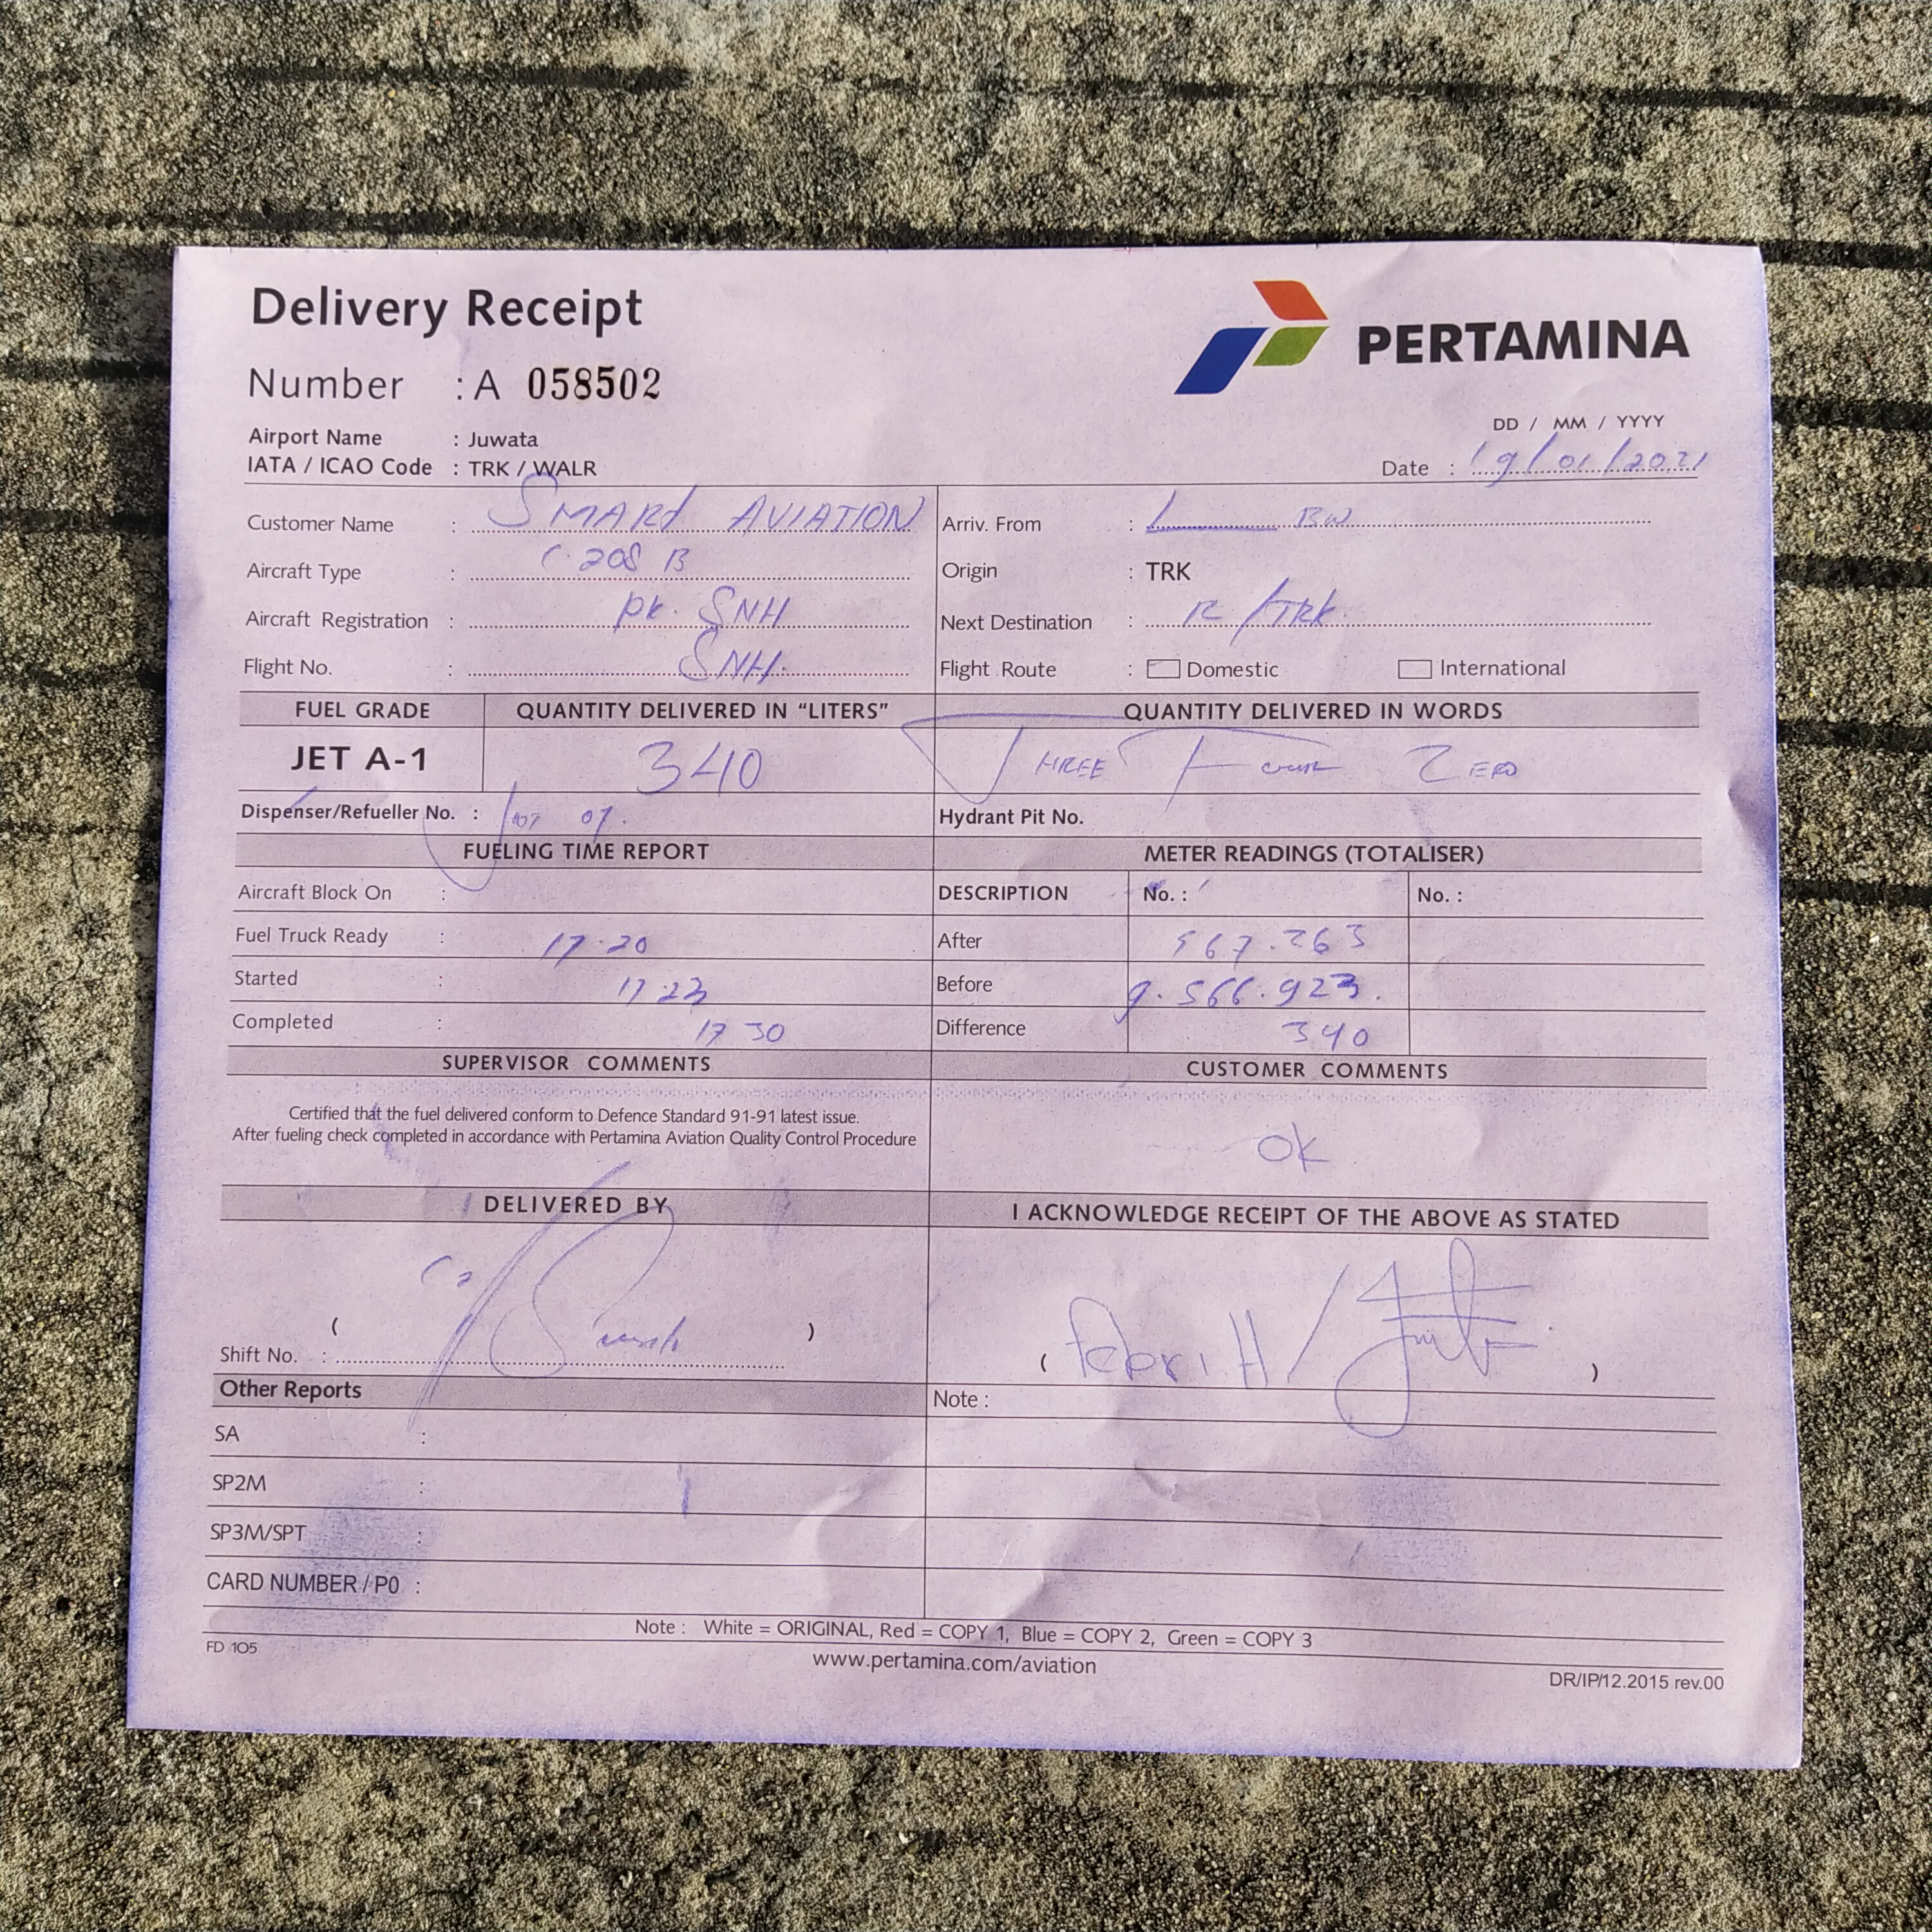 Delivery Receipt
PERTAMINA
Number : A 058502
DD / MM / YYYY
Airport Name : Juwata
IATA / ICAO Code : TRK / WALR
Date : 19/01/2021
Customer Name : SMART AVIATION
Arriv. From : L BW
Aircraft Type : C 208 B
Origin : TRK
Aircraft Registration : PK. SNH
Next Destination : R/TRK.
Flight No. : SNH.
Flight Route : Domestic International
FUEL GRADE QUANTITY DELIVERED IN “LITERS” QUANTITY DELIVERED IN WORDS
JET A-1 340 THREE Four ZERO
Dispenser/Refueller No. : 07.
Hydrant Pit No.
FUELING TIME REPORT METER READINGS (TOTALISER)
Aircraft Block On :
DESCRIPTION No. : No. :
Fuel Truck Ready : 17.20
After 567.263
Started : 17 23
Before 9.566.923.
Completed : 17 30
Difference 340
SUPERVISOR COMMENTS CUSTOMER COMMENTS
Certified that the fuel delivered conform to Defence Standard 91-91 latest issue.
After fueling check completed in accordance with Pertamina Aviation Quality Control Procedure
OK
DELIVERED BY I ACKNOWLEDGE RECEIPT OF THE ABOVE AS STATED
( )
Shift No. :
( Febri.H / )
Other Reports
Note :
SA :
SP2M :
SP3M/SPT :
CARD NUMBER / PO :
Note : White = ORIGINAL, Red = COPY 1, Blue = COPY 2, Green = COPY 3
FD 105
www.pertamina.com/aviation
DR/IP/12.2015 rev.00